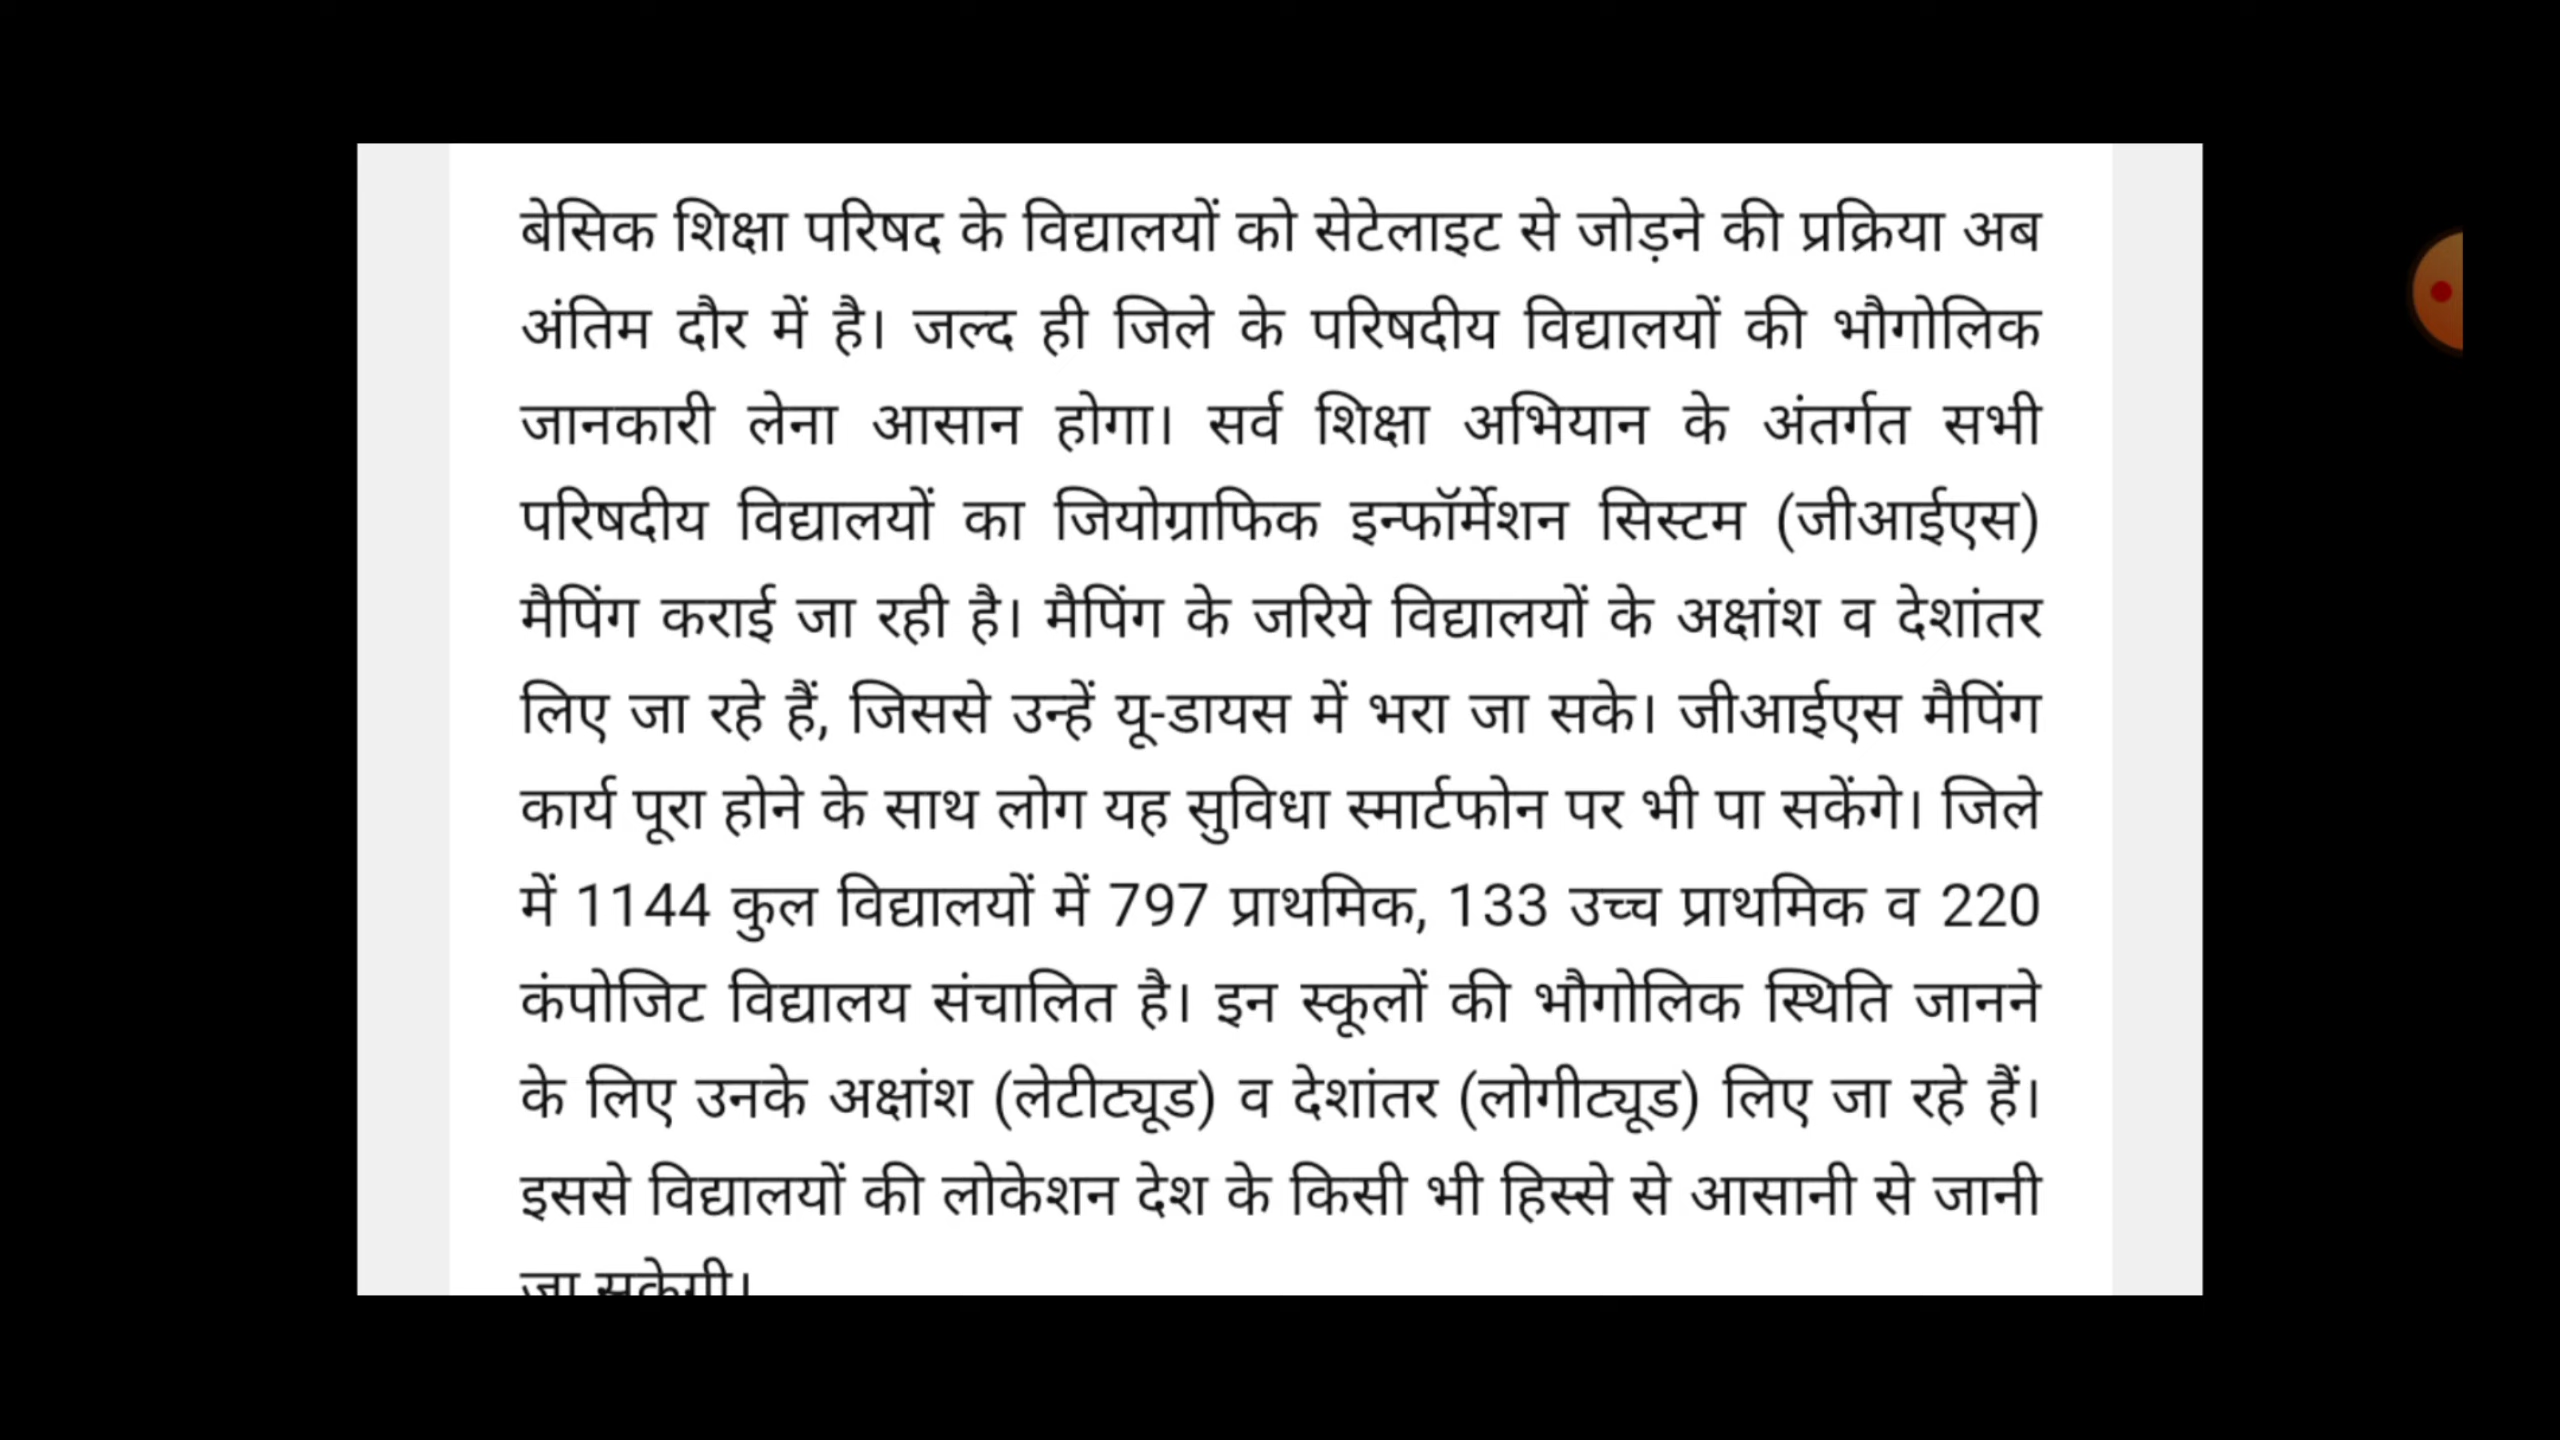 बेसिक शिक्षा परिषद के विद्यालयों को सेटेलाइट से जोड़ने की प्रक्रिया अब
अंतिम दौर में है। जल्द ही जिले के परिषदीय विद्यालयों की भौगोलिक
जानकारी लेना आसान होगा। सर्व शिक्षा अभियान के अंतर्गत सभी
परिषदीय विद्यालयों का जियोग्राफिक इन्फॉर्मेशन सिस्टम (जीआईएस)
मैपिंग कराई जा रही है। मैपिंग के जरिये विद्यालयों के अक्षांश व देशांतर
लिए जा रहे हैं, जिससे उन्हें यू-डायस में भरा जा सके। जीआईएस मैपिंग
कार्य पूरा होने के साथ लोग यह सुविधा स्मार्टफोन पर भी पा सकेंगे। जिले
में 1144 कुल विद्यालयों में 797 प्राथमिक, 133 उच्च प्राथमिक व 220
कंपोजिट विद्यालय संचालित है। इन स्कूलों की भौगोलिक स्थिति जानने
के लिए उनके अक्षांश (लेटीट्यूड) व देशांतर (लोगीट्यूड) लिए जा रहे हैं।
इससे विद्यालयों की लोकेशन देश के किसी भी हिस्से से आसानी से जानी
जा सकेगी।